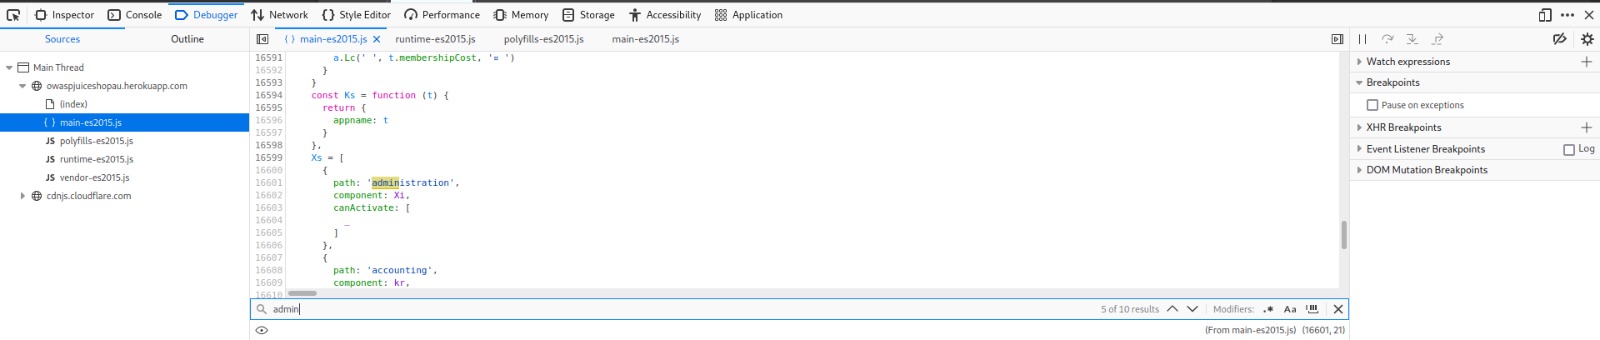 Inspector Console Debugger Network Style Editor Performance Memory Storage Accessibility Application
Sources Outline
main-es2015.js runtime-es2015.js polyfills-es2015.js main-es2015.js
Main Thread
owaspjuiceshopau.herokuapp.com
(index)
main-es2015.js
JS polyfills-es2015.js
JS runtime-es2015.js
JS vendor-es2015.js
cdnjs.cloudflare.com
16591 a.Lc(' ', t.membershipCost, '¤ ')
16592 }
16593 }
16594 const Ks = function (t) {
16595 return {
16596 appname: t
16597 }
16598 },
16599 Xs = [
16600 {
16601 path: 'administration',
16602 component: Xi,
16603 canActivate: [
16604 _
16605 ]
16606 },
16607 {
16608 path: 'accounting',
16609 component: kr,
16610
admin 5 of 10 results Modifiers: .* Aa
(From main-es2015.js) (16601, 21)
Watch expressions
Breakpoints
Pause on exceptions
XHR Breakpoints
Event Listener Breakpoints Log
DOM Mutation Breakpoints